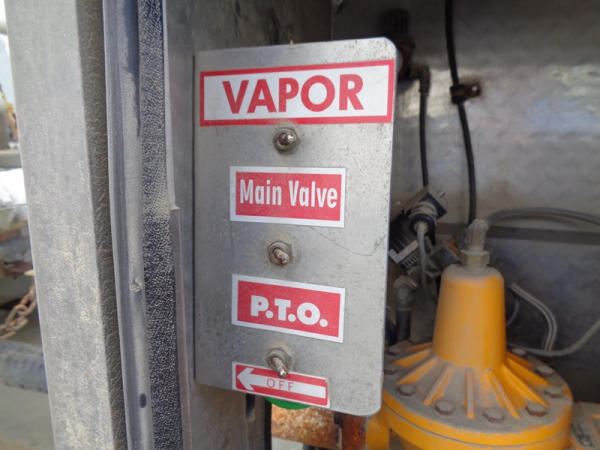 VAPOR
Main Valve
P.T.O.
OFF